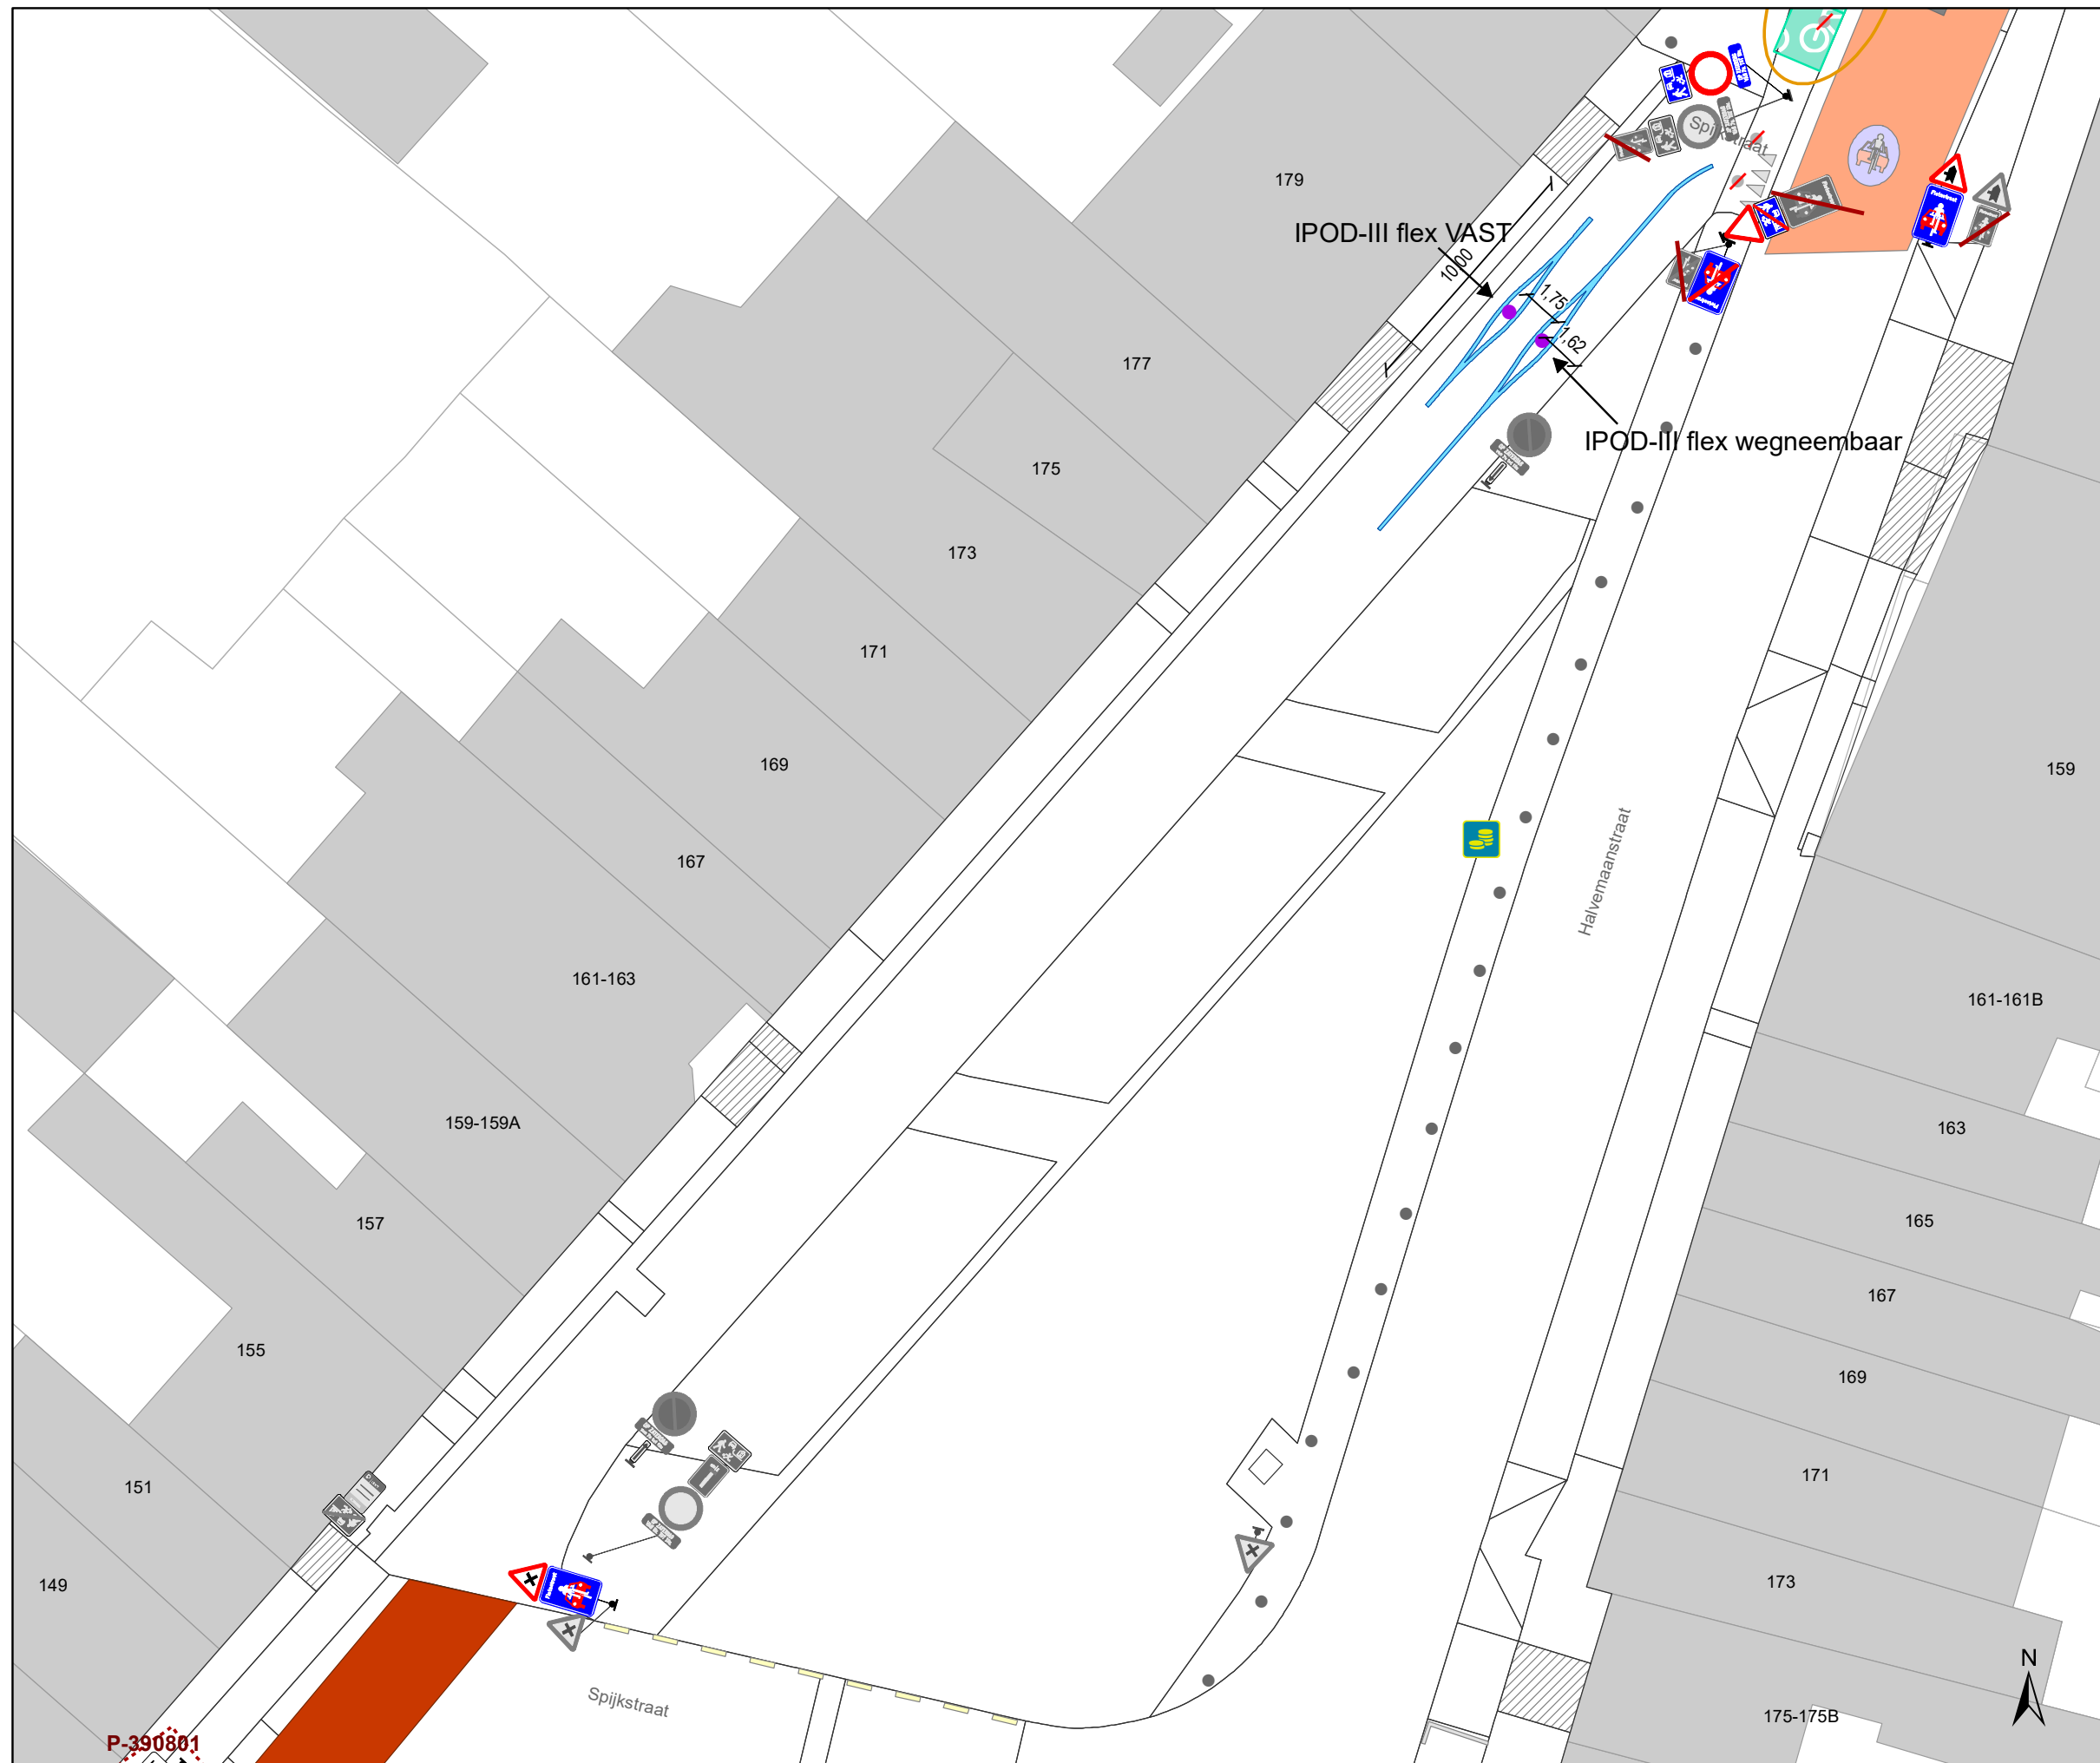 179
Spijkstraat
IPOD-III flex VAST
10,00
1,75
1,62
177
IPOD-III flex wegneembaar
175
173
171
169
159
Halvemaanstraat
167
161-163
161-161B
159-159A
163
157
165
167
155
169
151
171
149
173
Spijkstraat
N
P-390801
175-175B